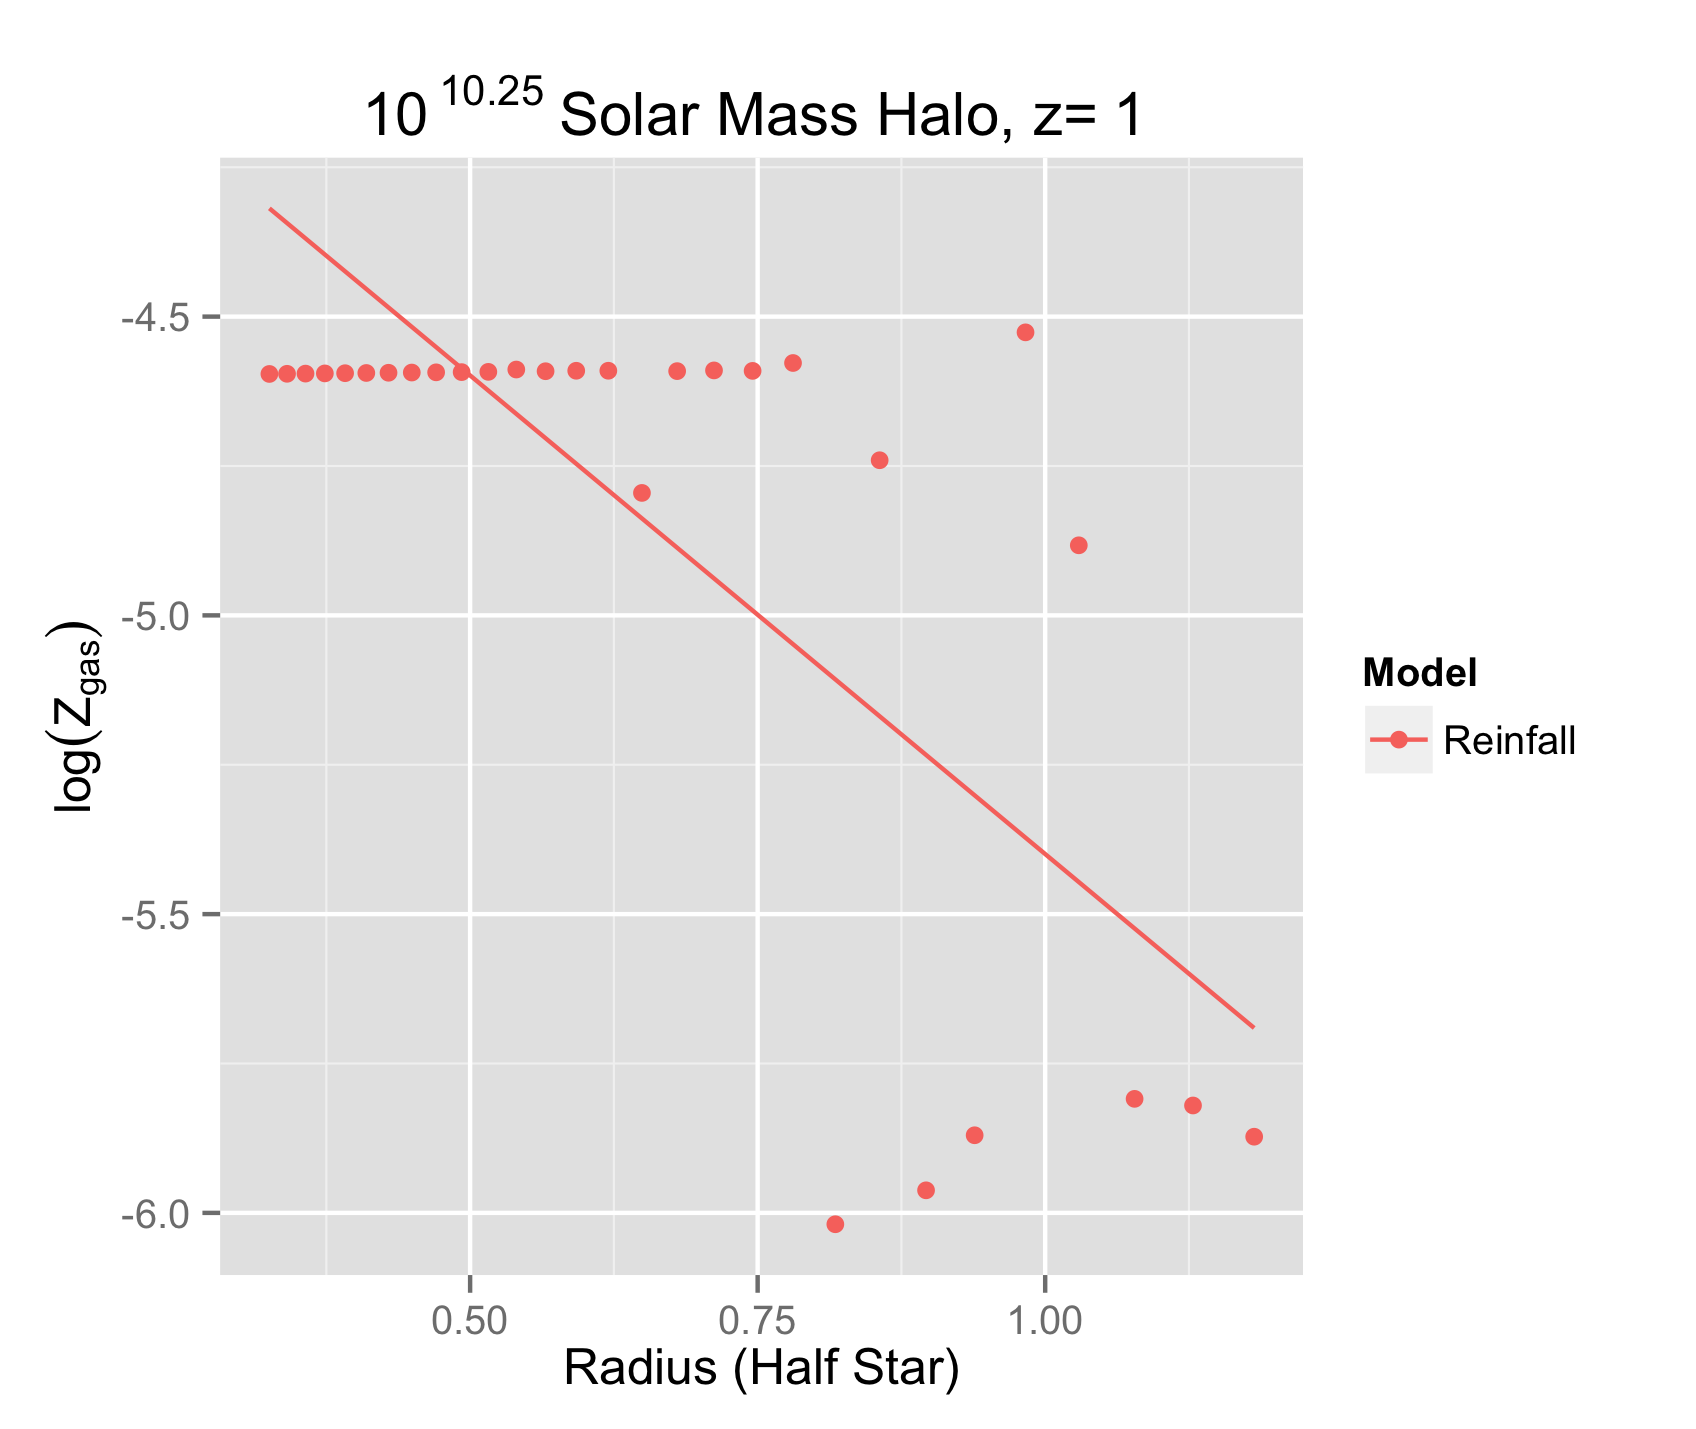 10^10.25 Solar Mass Halo, z= 1
log(Z_gas)
-4.5
-5.0
-5.5
-6.0
0.50 0.75 1.00
Radius (Half Star)
Model
Reinfall